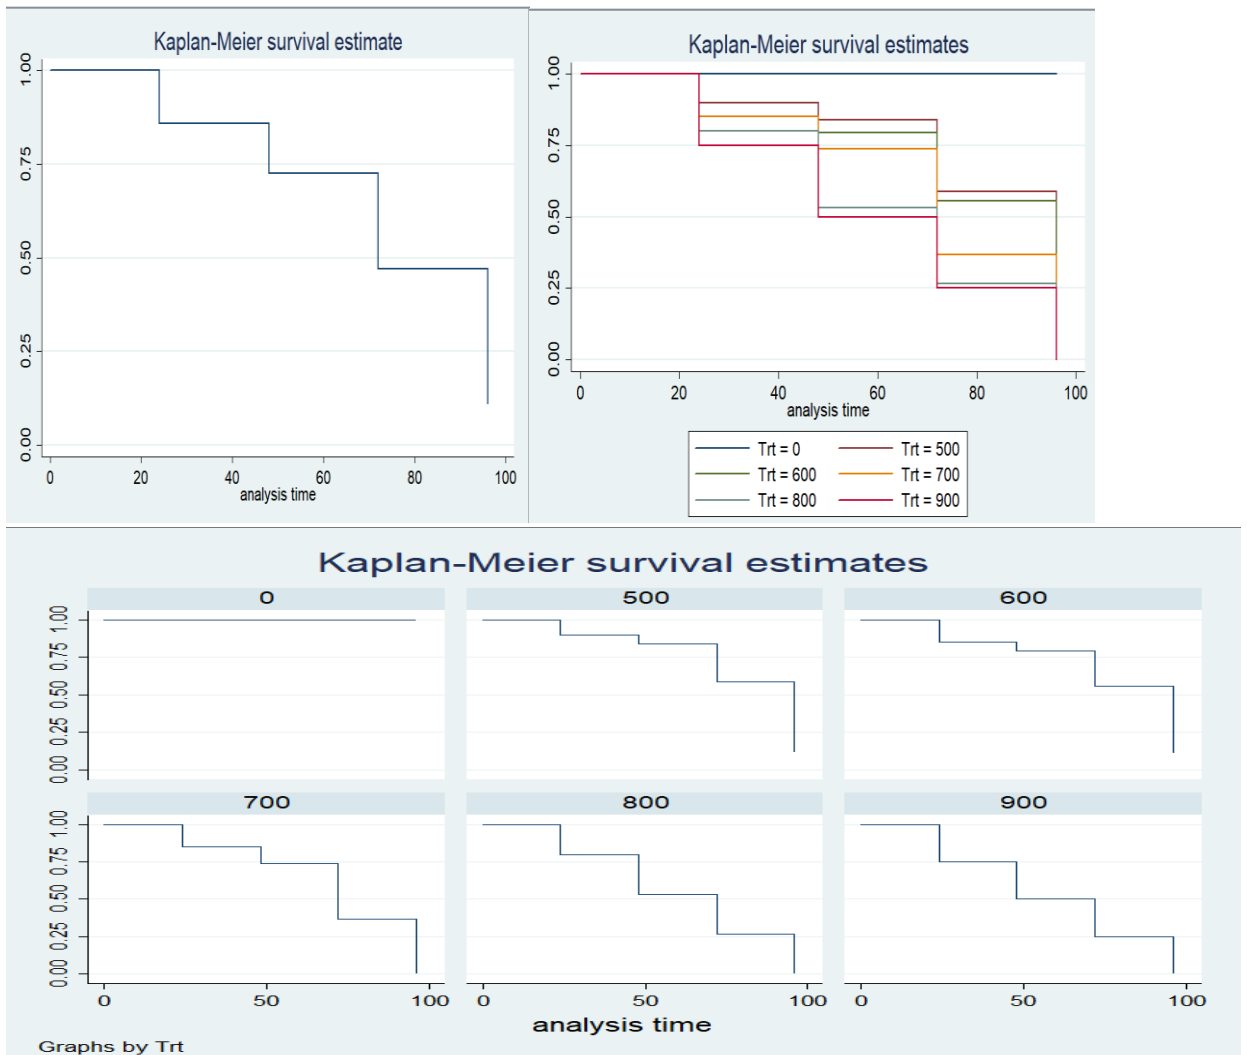 Kaplan-Meier survival estimate
1.00
0.75
0.50
0.25
0.00
0 20 40 60 80 100
analysis time
Kaplan-Meier survival estimates
1.00
0.75
0.50
0.25
0.00
0 20 40 60 80 100
analysis time
Trt = 0 Trt = 500
Trt = 600 Trt = 700
Trt = 800 Trt = 900
Kaplan-Meier survival estimates
0 500 600
0.00 0.25 0.50 0.75 1.00
700 800 900
0.00 0.25 0.50 0.75 1.00
0 50 100 0 50 100 0 50 100
analysis time
Graphs by Trt